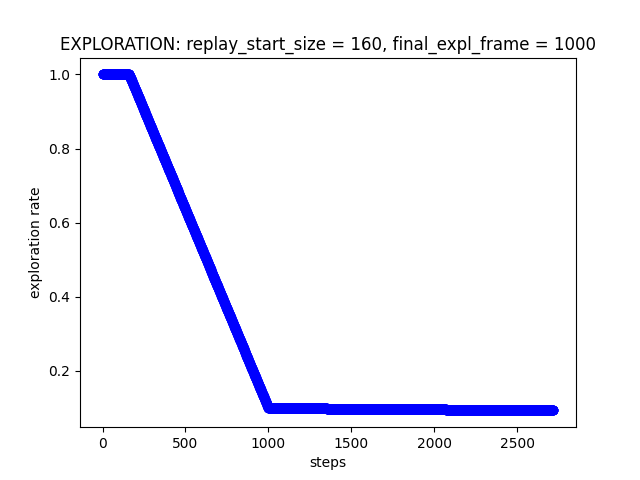 EXPLORATION: replay_start_size = 160, final_expl_frame = 1000
1.0
0.8
0.6
0.4
0.2
exploration rate
0 500 1000 1500 2000 2500
steps